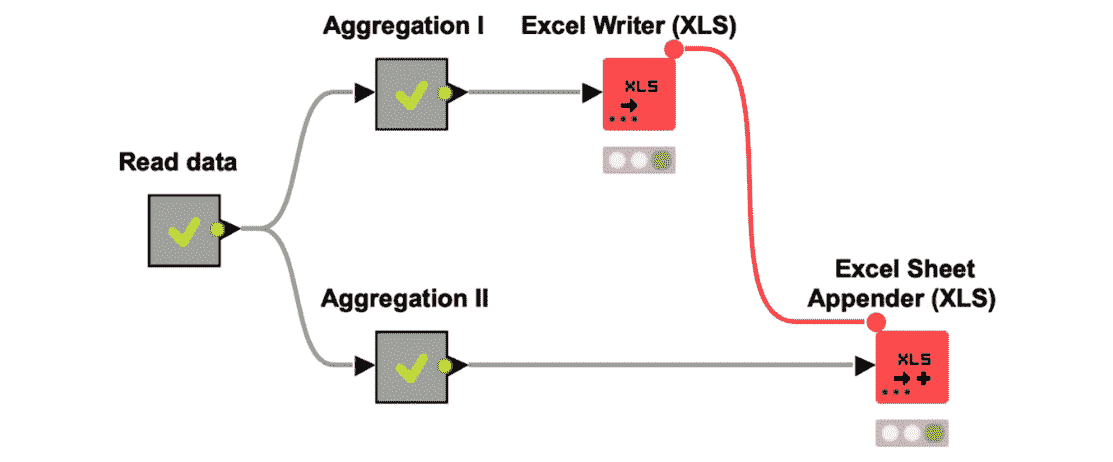 Aggregation I
Excel Writer (XLS)
XLS
Read data
Excel Sheet
Appender (XLS)
Aggregation II
XLS